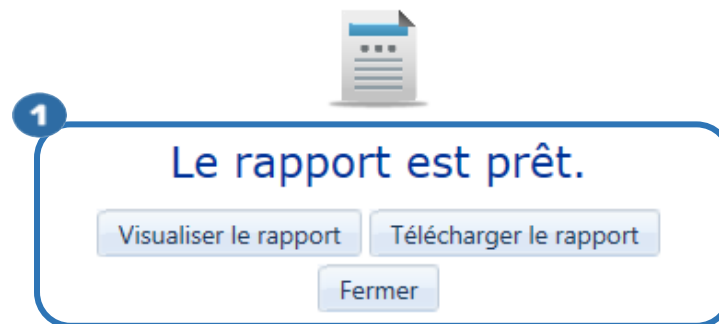 1
Le rapport est prêt.
Visualiser le rapport Télécharger le rapport
Fermer